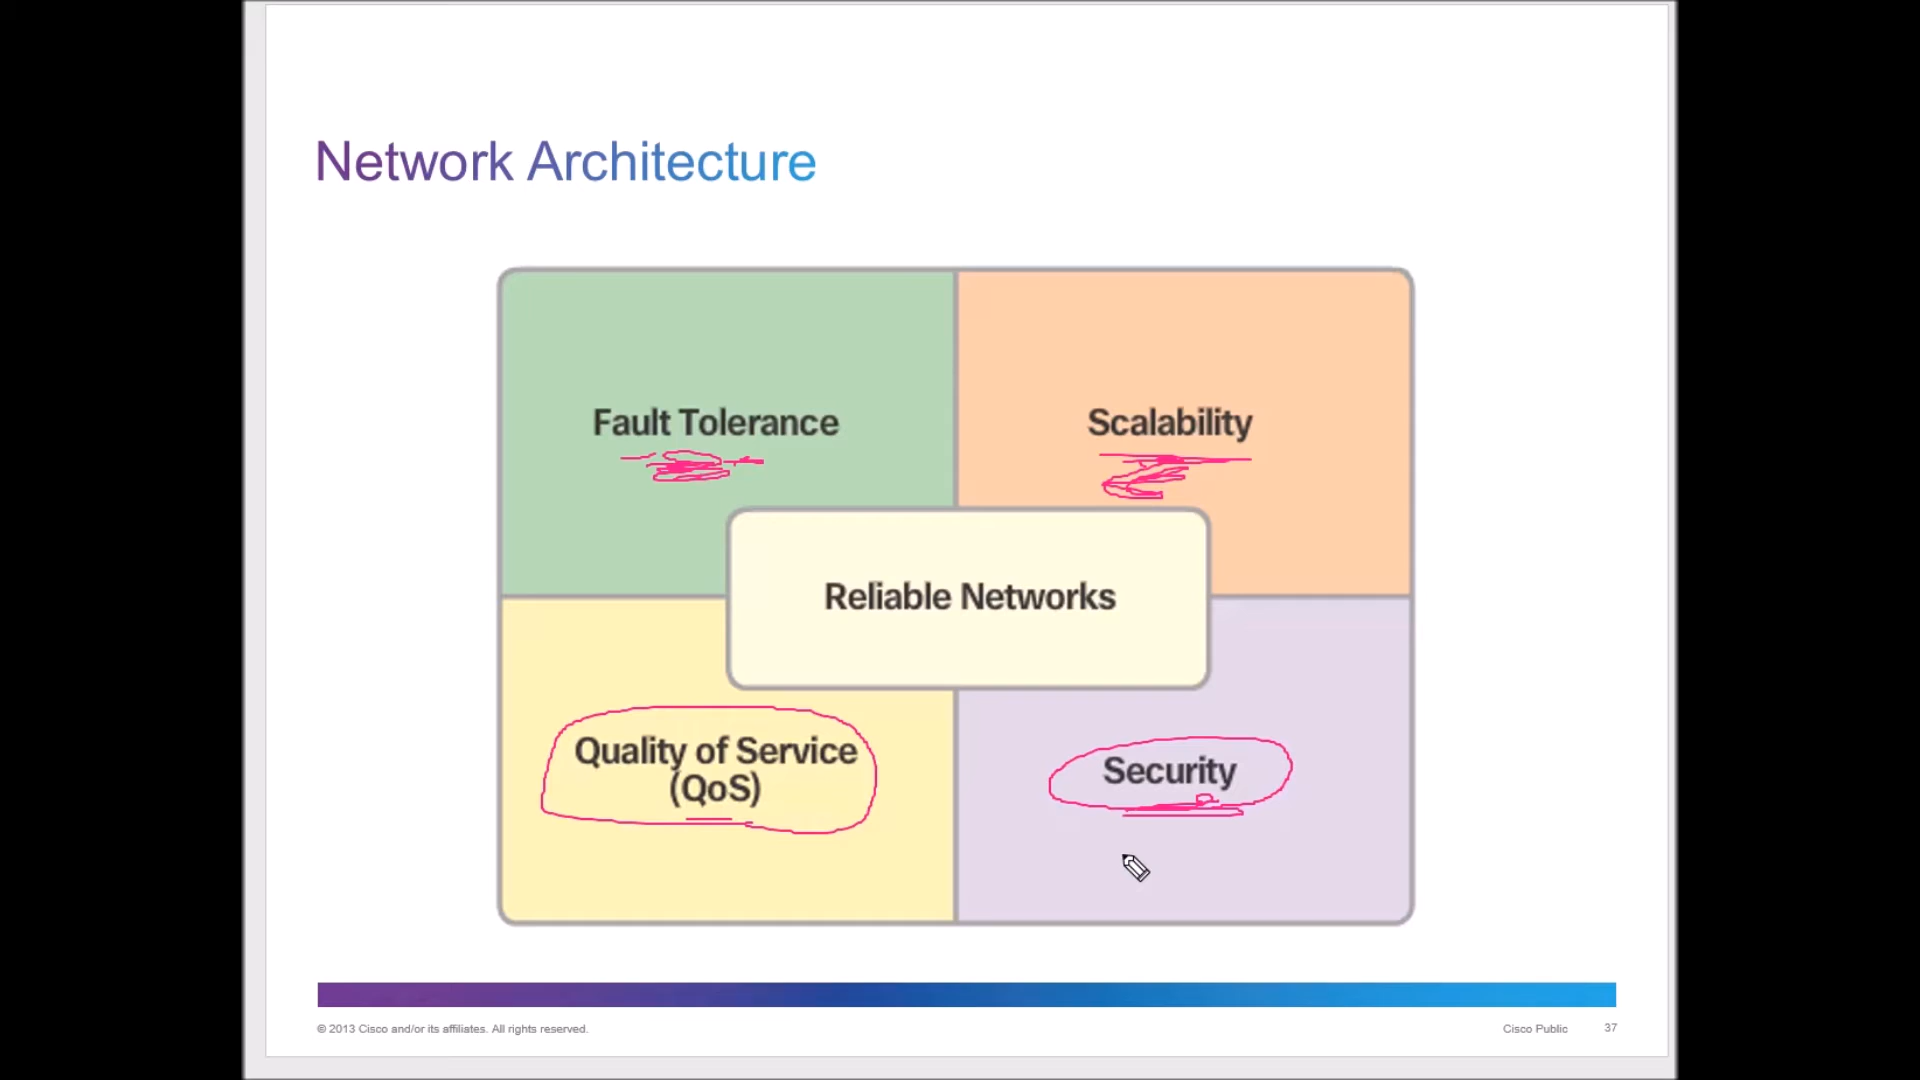 Network Architecture
Fault Tolerance
Scalability
Reliable Networks
Quality of Service
(QoS)
Security
© 2013 Cisco and/or its affiliates. All rights reserved.
Cisco Public
37